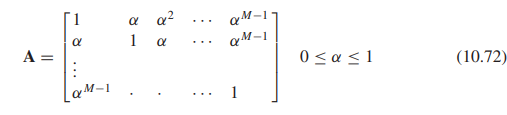 1 α α² ··· α^{M−1}
A = α 1 α ··· α^{M−1} 0 ≤ α ≤ 1 (10.72)
⋮
α^{M−1} · · ··· 1